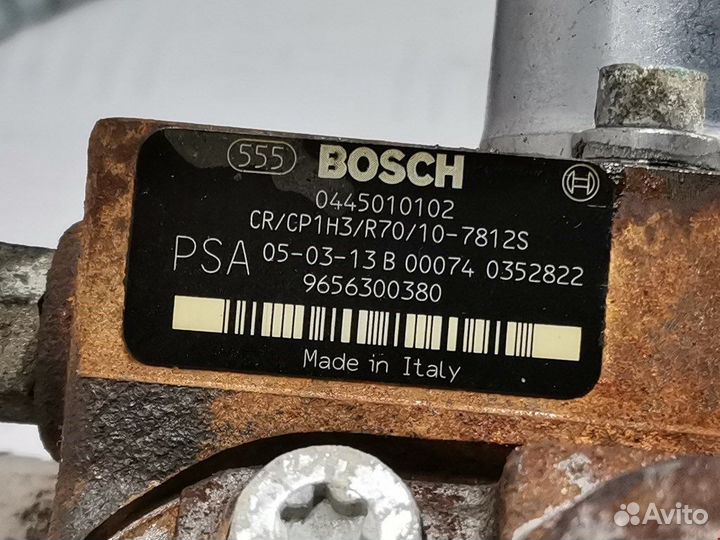 555 BOSCH
0445010102
CR/CP1H3/R70/10-7812S
PSA 05-03-13 B 00074 0352822
9656300380
Made in Italy
Avito